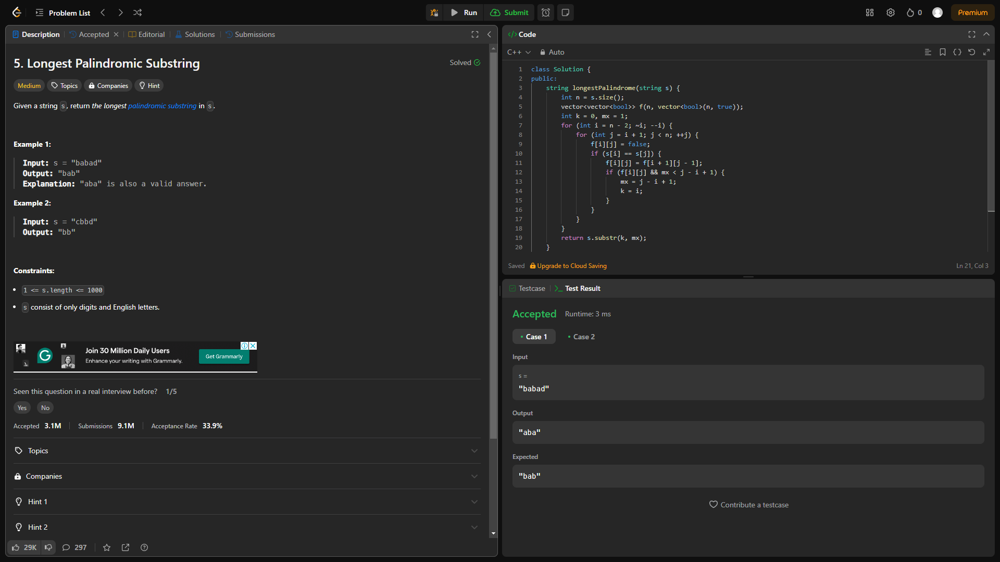 Problem List
Run
Submit
0
Premium
Description
Accepted
Editorial
Solutions
Submissions
5. Longest Palindromic Substring
Solved
Medium
Topics
Companies
Hint
Given a string s, return the longest palindromic substring in s.
Example 1:
Input: s = "babad"
Output: "bab"
Explanation: "aba" is also a valid answer.
Example 2:
Input: s = "cbbd"
Output: "bb"
Constraints:
1 <= s.length <= 1000
s consist of only digits and English letters.
Join 30 Million Daily Users
Enhance your writing with Grammarly.
Get Grammarly
Seen this question in a real interview before? 1/5
Yes
No
Accepted 3.1M
Submissions 9.1M
Acceptance Rate 33.9%
Topics
Companies
Hint 1
Hint 2
29K
297
</> Code
C++
Auto
1 class Solution {
2 public:
3 string longestPalindrome(string s) {
4 int n = s.size();
5 vector<vector<bool>> f(n, vector<bool>(n, true));
6 int k = 0, mx = 1;
7 for (int i = n - 2; ~i; --i) {
8 for (int j = i + 1; j < n; ++j) {
9 f[i][j] = false;
10 if (s[i] == s[j]) {
11 f[i][j] = f[i + 1][j - 1];
12 if (f[i][j] && mx < j - i + 1) {
13 mx = j - i + 1;
14 k = i;
15 }
16 }
17 }
18 }
19 return s.substr(k, mx);
20 }
Saved
Upgrade to Cloud Saving
Ln 21, Col 3
Testcase
Test Result
Accepted
Runtime: 3 ms
Case 1
Case 2
Input
s =
"babad"
Output
"aba"
Expected
"bab"
Contribute a testcase